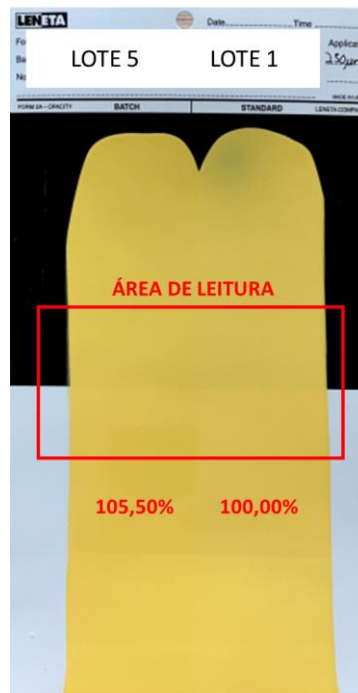 LENETA
Date Time
LOTE 5 LOTE 1
250µm
FORM 2A - OPACITY BATCH STANDARD LENETA COMPA
ÁREA DE LEITURA
105,50% 100,00%